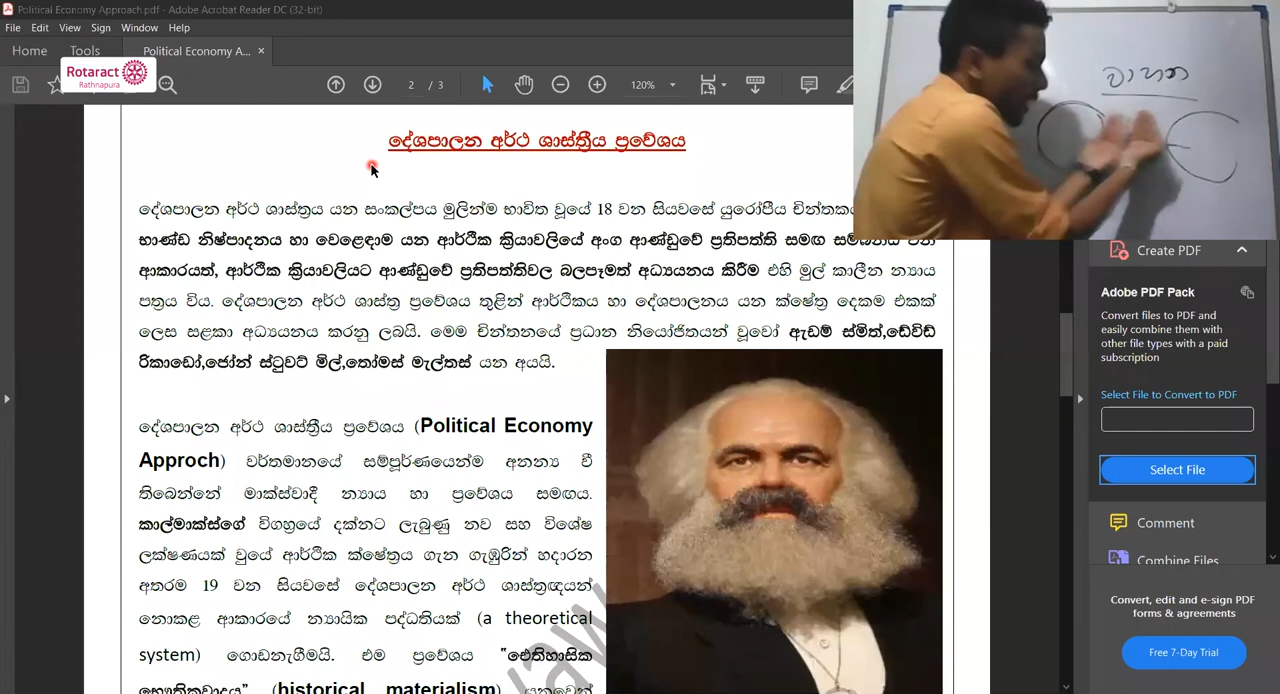 Political Economy Approach.pdf - Adobe Acrobat Reader DC (32-bit)
File Edit View Sign Window Help
Home Tools Political Economy A... ×
Rotaract
Rathnapura
2 / 3 120%
වාහන
දේශපාලන අර්ථ ශාස්ත්‍රීය ප්‍රවේශය
දේශපාලන අර්ථ ශාස්ත්‍රය යන සංකල්පය මුලින්ම භාවිත වූයේ 18 වන සියවසේ යුරෝපීය
භාණ්ඩ නිෂ්පාදනය හා වෙළෙඳාම යන ආර්ථික ක්‍රියාවලියේ අංග ආණ්ඩුවේ ප්‍රතිපත්ති සමඟ
ආකාරයත්, ආර්ථික ක්‍රියාවලියට ආණ්ඩුවේ ප්‍රතිපත්තිවල බලපෑමත් අධ්‍යයනය කිරීම එහි මුල් කාලීන න්‍යාය
පත්‍රය විය. දේශපාලන අර්ථ ශාස්ත්‍ර ප්‍රවේශය තුළින් ආර්ථිකය හා දේශපාලනය යන ක්ෂේත්‍ර දෙකම එකක්
ලෙස සළකා අධ්‍යයනය කරනු ලබයි. මෙම චින්තනයේ ප්‍රධාන නියෝජිතයන් වූවෝ ඇඩම් ස්මිත්,ඩේවිඩ්
රිකාඩෝ,ජෝන් ස්ටුවට් මිල්,තෝමස් මැල්තස් යන අයයි.
දේශපාලන අර්ථ ශාස්ත්‍රීය ප්‍රවේශය (Political Economy
Approch) වර්තමානයේ සම්පූර්ණයෙන්ම අනන්‍ය වී
තිබෙන්නේ මාක්ස්වාදී න්‍යාය හා ප්‍රවේශය සමඟය.
කාල්මාක්ස්ගේ විග්‍රහයේ දක්නට ලැබුණු නව සහ විශේෂ
ලක්ෂණයක් වූයේ ආර්ථික ක්ෂේත්‍රය ගැන ගැඹුරින් හදාරන
අතරම 19 වන සියවසේ දේශපාලන අර්ථ ශාස්ත්‍රඥයන්
නොකළ ආකාරයේ න්‍යායික පද්ධතියක් (a theoretical
system) ගොඩනැගීමයි. එම ප්‍රවේශය "ඓතිහාසික
භෞතිකවාදය" (historical materialism) යනුවෙන්
Create PDF
Adobe PDF Pack
Convert files to PDF and
easily combine them with
other file types with a paid
subscription
Select File to Convert to PDF
Select File
Comment
Combine Files
Convert, edit and e-sign PDF
forms & agreements
Free 7-Day Trial